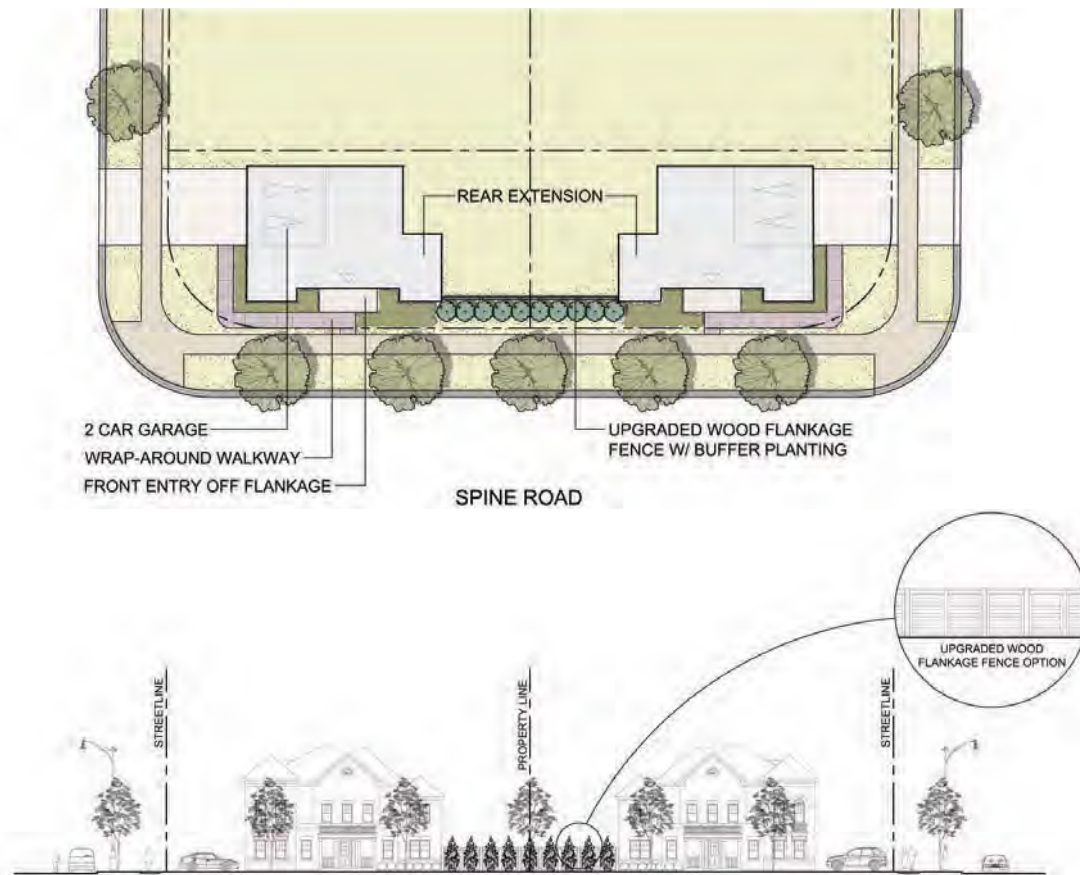 REAR EXTENSION
2 CAR GARAGE
WRAP-AROUND WALKWAY
FRONT ENTRY OFF FLANKAGE
UPGRADED WOOD FLANKAGE
FENCE W/ BUFFER PLANTING
SPINE ROAD
UPGRADED WOOD
FLANKAGE FENCE OPTION
STREETLINE
PROPERTY LINE
STREETLINE